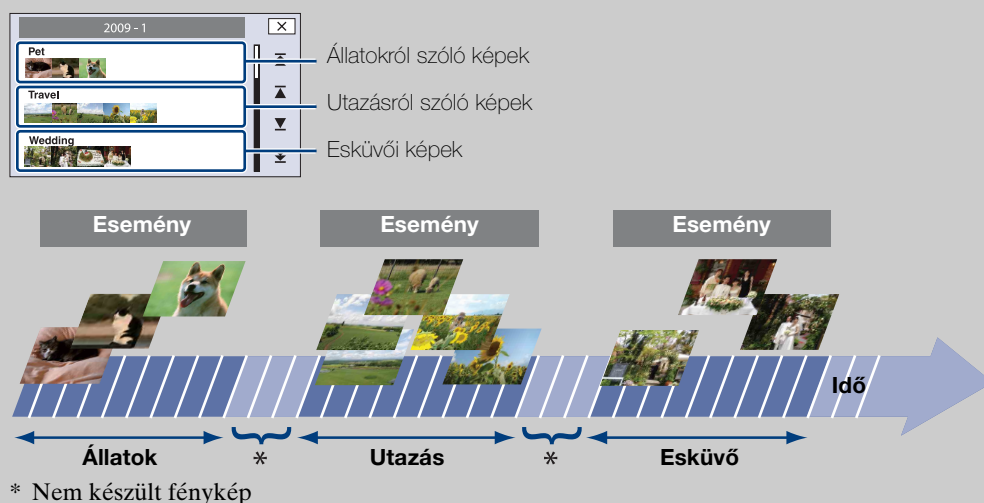 2009 - 1
Pet
Állatokról szóló képek
Travel
Utazásról szóló képek
Wedding
Esküvői képek
Esemény Esemény Esemény
Idő
Állatok * Utazás * Esküvő
* Nem készült fénykép